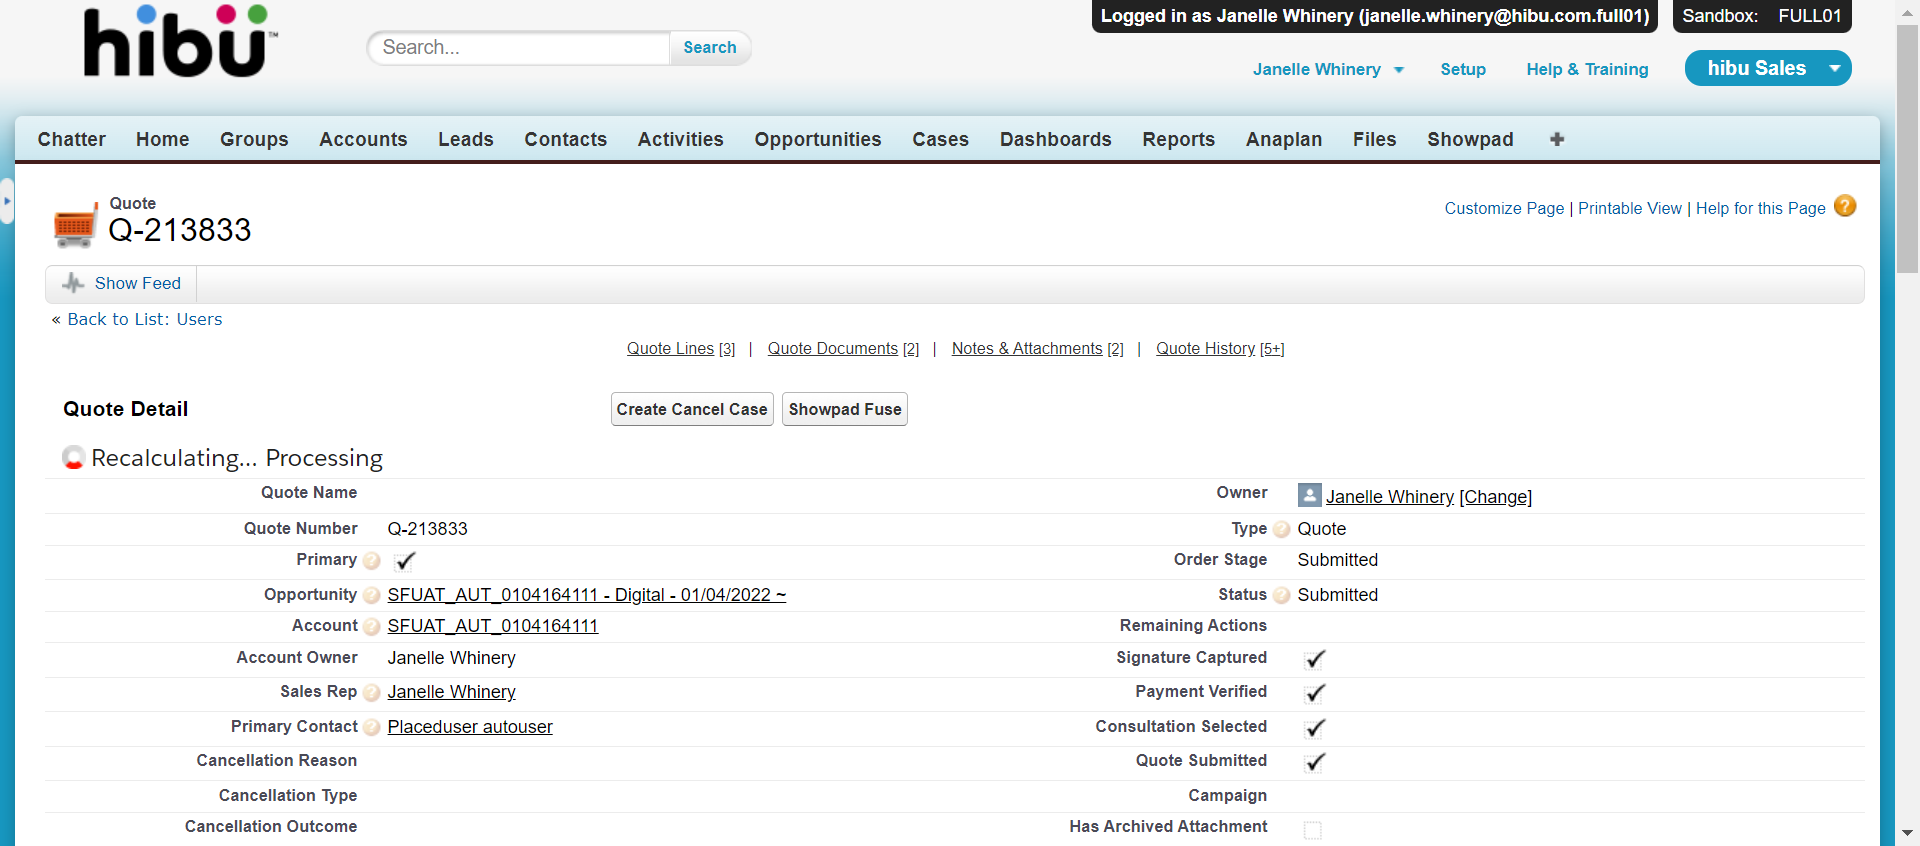 Logged in as Janelle Whinery (janelle.whinery@hibu.com.full01) Sandbox: FULL01
hibu™ Search... Search
Janelle Whinery Setup Help & Training hibu Sales
Chatter Home Groups Accounts Leads Contacts Activities Opportunities Cases Dashboards Reports Anaplan Files Showpad +
Quote
Q-213833
Customize Page | Printable View | Help for this Page ?
Show Feed
« Back to List: Users
Quote Lines [3] | Quote Documents [2] | Notes & Attachments [2] | Quote History [5+]
Quote Detail Create Cancel Case Showpad Fuse
Recalculating... Processing
Quote Name Owner Janelle Whinery [Change]
Quote Number Q-213833 Type ? Quote
Primary ? Order Stage Submitted
Opportunity ? SFUAT_AUT_0104164111 - Digital - 01/04/2022 ~ Status ? Submitted
Account ? SFUAT_AUT_0104164111 Remaining Actions
Account Owner Janelle Whinery Signature Captured
Sales Rep ? Janelle Whinery Payment Verified
Primary Contact ? Placeduser autouser Consultation Selected
Cancellation Reason Quote Submitted
Cancellation Type Campaign
Cancellation Outcome Has Archived Attachment